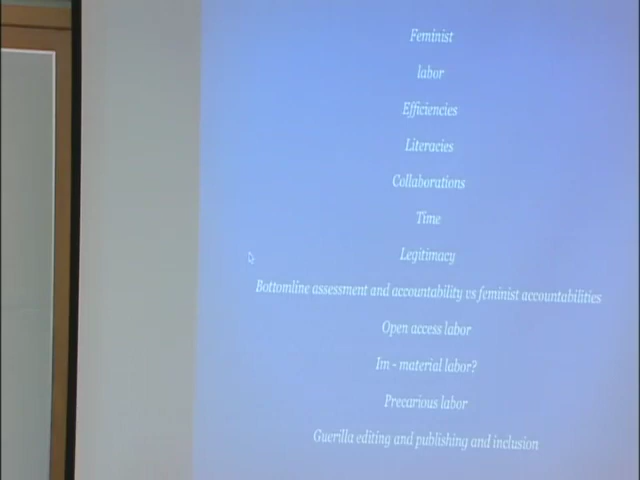 Feminist
labor
Efficiencies
Literacies
Collaborations
Time
Legitimacy
Bottomline assessment and accountability vs feminist accountabilities
Open access labor
Im - material labor?
Precarious labor
Guerilla editing and publishing and inclusion